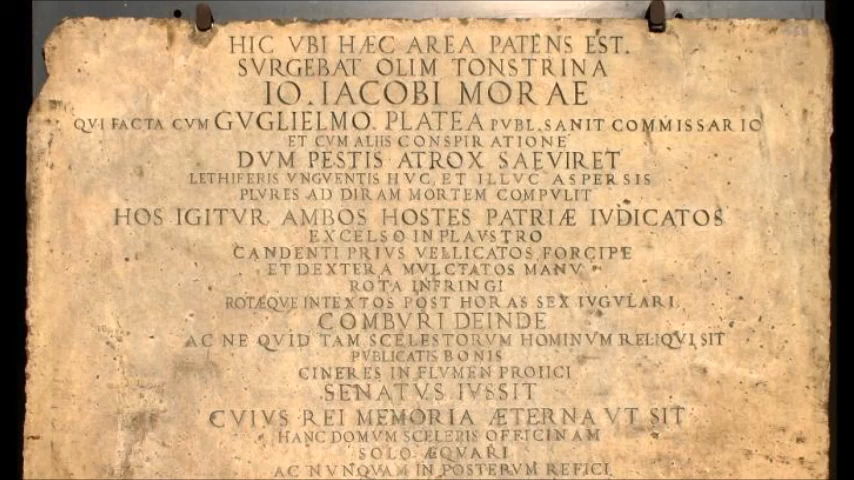 HIC VBI HÆC AREA PATENS EST.
SVRGEBAT OLIM TONSTRINA
IO. IACOBI MORAE
QVI FACTA CVM GVGLIELMO. PLATEA PVBL. SANIT COMMISSARIO
ET CVM ALIIS CONSPIRATIONE
DVM PESTIS ATROX SAEVIRET
LETHIFERIS VNGVENTIS HVC, ET ILLVC ASPERSIS
PLVRES AD DIRAM MORTEM COMPVLIT
HOS IGITVR, AMBOS HOSTES PATRIÆ IVDICATOS
EXCELSO IN PLAVSTRO
CANDENTI PRIVS VELLICATOS FORCIPE
ET DEXTERA MVLCTATOS MANV
ROTA INFRINGI
ROTÆQVE INTEXTOS POST HORAS SEX IVGVLARI
COMBVRI DEINDE
AC NE QVID TAM SCELESTORVM HOMINVM RELIQVI SIT
PVBLICATIS BONIS
CINERES IN FLVMEN PROIICI
SENATVS IVSSIT
CVIVS REI MEMORIA ÆTERNA VT SIT
HANC DOMVM SCELERIS OFFICINAM
SOLO ÆQVARI
AC NVNQVAM IN POSTERVM REFICI